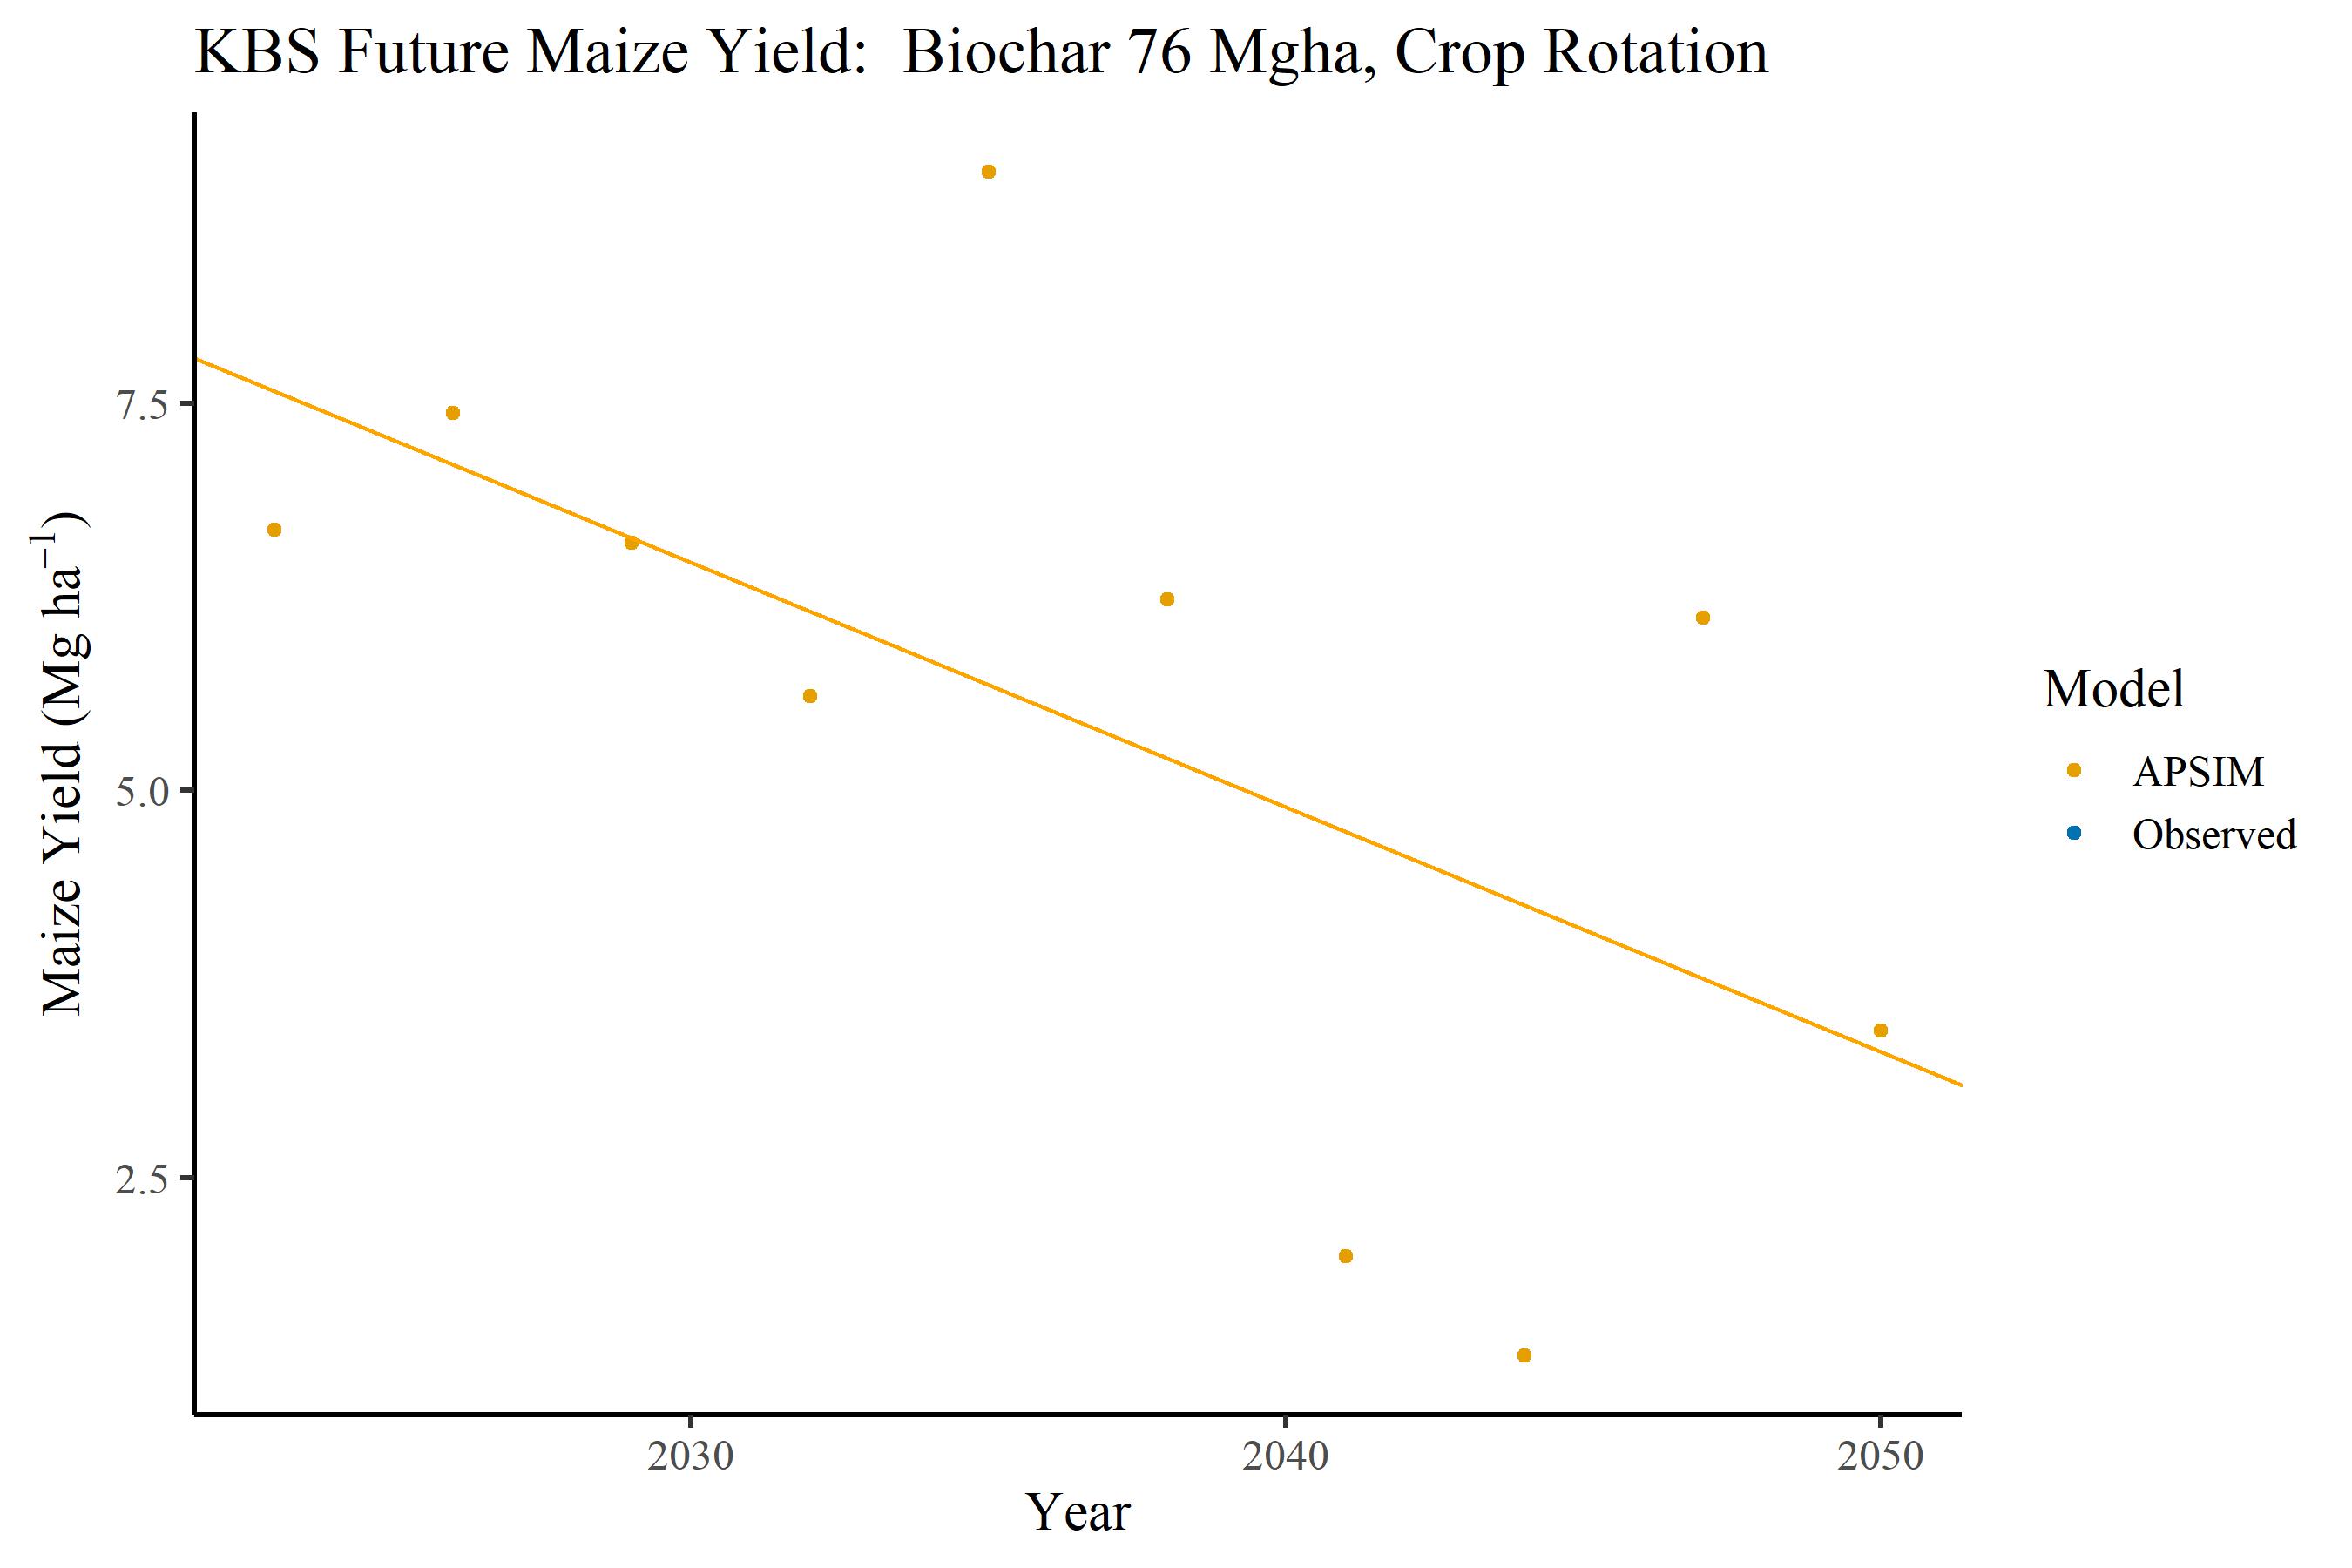 KBS Future Maize Yield:  Biochar 76 Mgha, Crop Rotation
Maize Yield (Mg ha⁻¹)
7.5
5.0
2.5
2030
2040
2050
Year
Model
APSIM
Observed